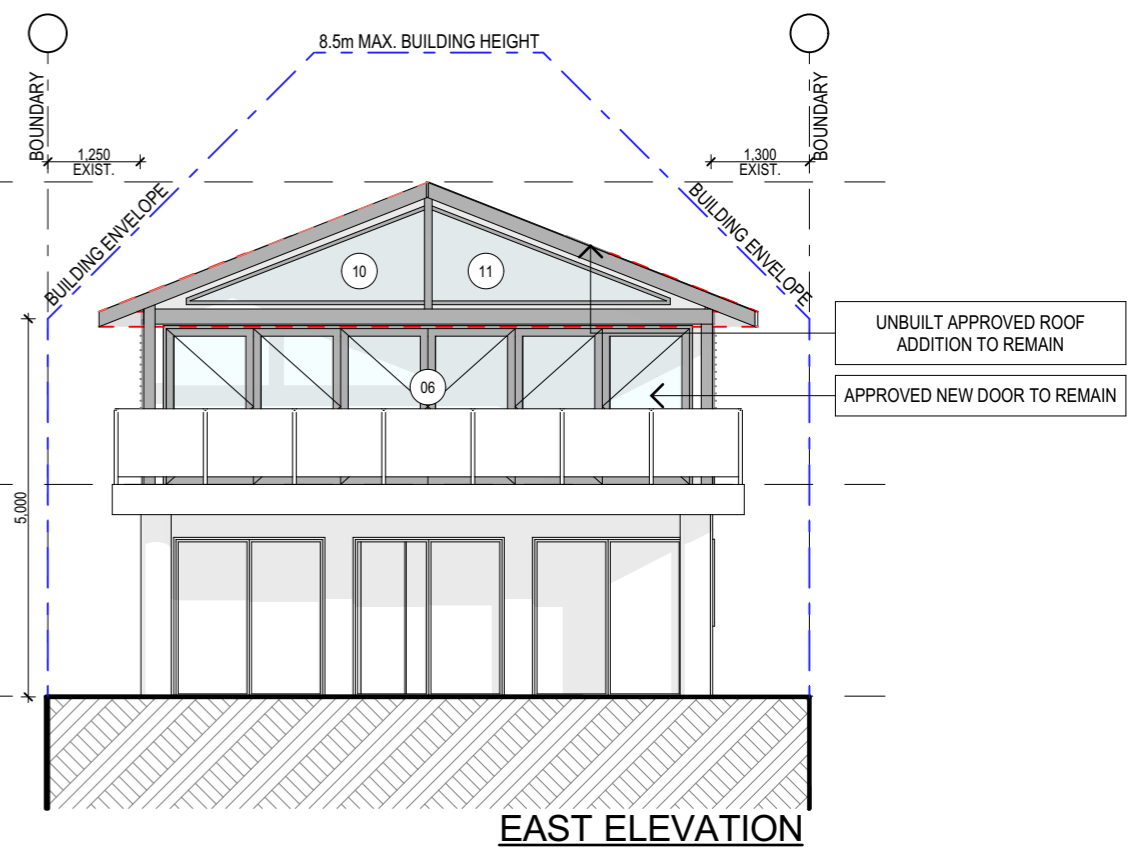 8.5m MAX. BUILDING HEIGHT
BOUNDARY
BOUNDARY
1,250
EXIST.
1,300
EXIST.
BUILDING ENVELOPE
BUILDING ENVELOPE
10
11
UNBUILT APPROVED ROOF
ADDITION TO REMAIN
06
APPROVED NEW DOOR TO REMAIN
5,000
EAST ELEVATION